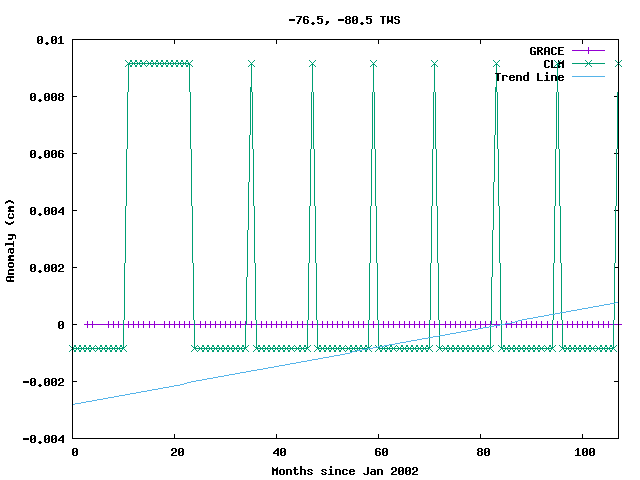 -76.5, -80.5 TWS
0.01
0.008
0.006
0.004
0.002
0
-0.002
-0.004
Anomaly (cm)
GRACE
CLM
Trend Line
0 20 40 60 80 100
Months since Jan 2002